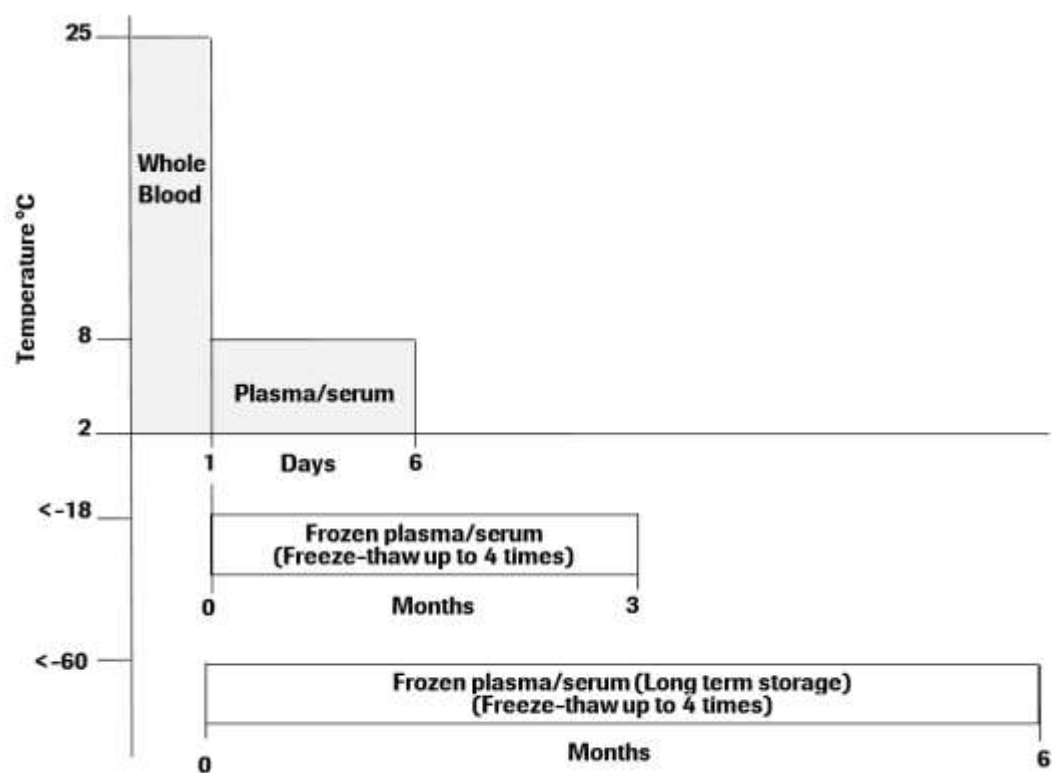 25
Whole
Blood
Temperature °C
8
Plasma/serum
2
1 Days 6
<-18
Frozen plasma/serum
(Freeze-thaw up to 4 times)
0 Months 3
<-60
Frozen plasma/serum (Long term storage)
(Freeze-thaw up to 4 times)
0 Months 6